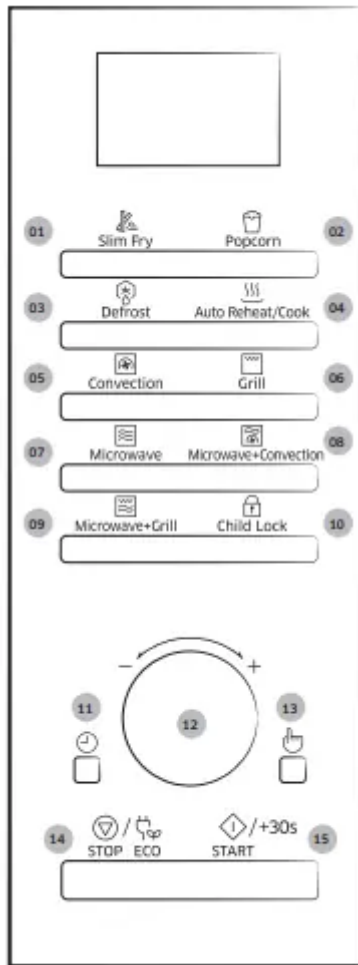 01 Slim Fry Popcorn 02
03 Defrost Auto Reheat/Cook 04
05 Convection Grill 06
07 Microwave Microwave+Convection 08
09 Microwave+Grill Child Lock 10
- +
11 12 13
14 / /+30s 15
STOP ECO START